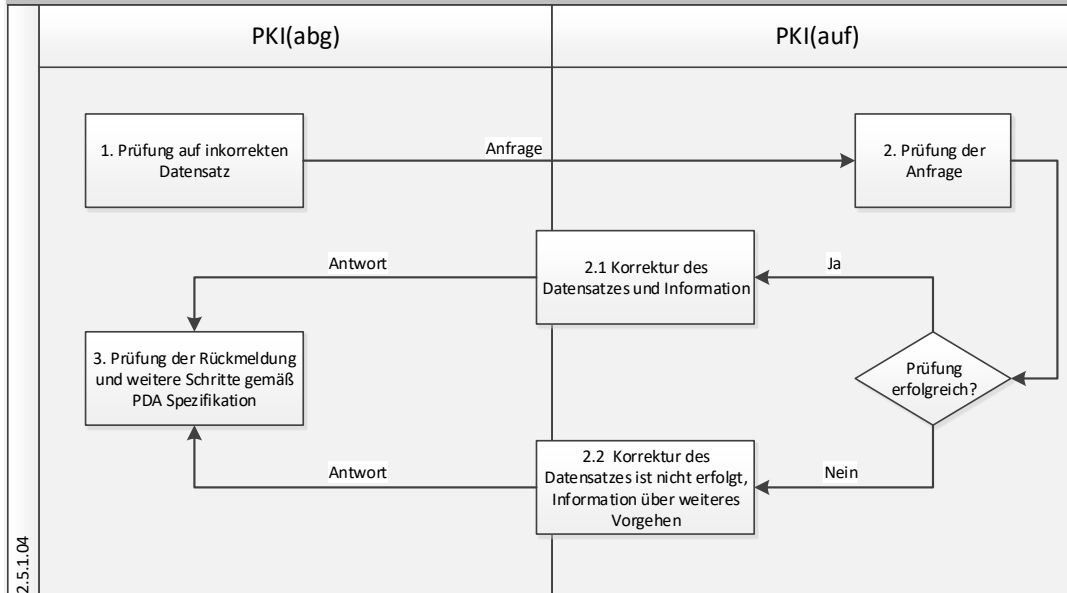 PKI(abg)
PKI(auf)
1. Prüfung auf inkorrekten
Datensatz
Anfrage
2. Prüfung der
Anfrage
Antwort
2.1 Korrektur des
Datensatzes und Information
Ja
3. Prüfung der Rückmeldung
und weitere Schritte gemäß
PDA Spezifikation
Prüfung
erfolgreich?
Antwort
2.2 Korrektur des
Datensatzes ist nicht erfolgt,
Information über weiteres
Vorgehen
Nein
2.5.1.04